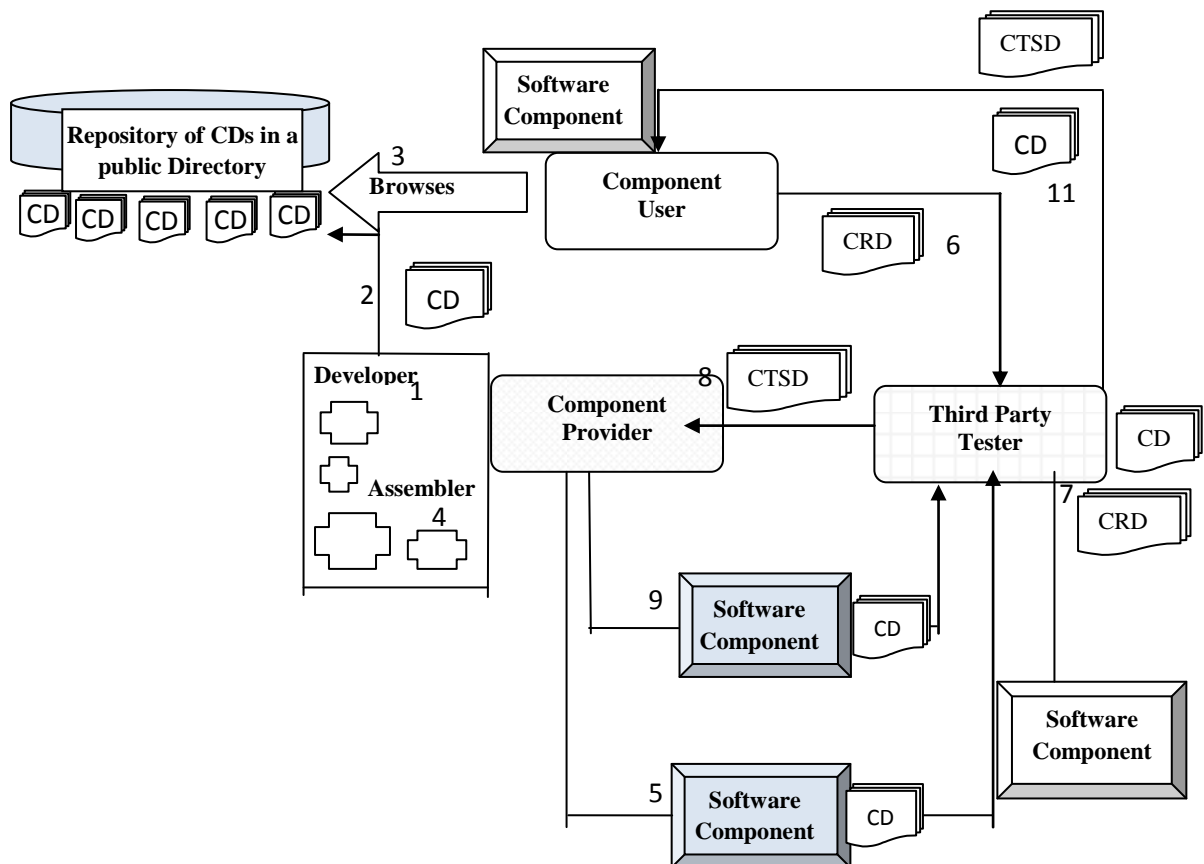 CTSD
Software
Component
Repository of CDs in a
public Directory
CD
3
Browses
Component
User
11
CD
CD
CD
CD
CD
CRD
6
2
CD
Developer
1
8
CTSD
Component
Provider
Third Party
Tester
CD
Assembler
4
7
CRD
9
Software
Component
CD
Software
Component
5
Software
Component
CD